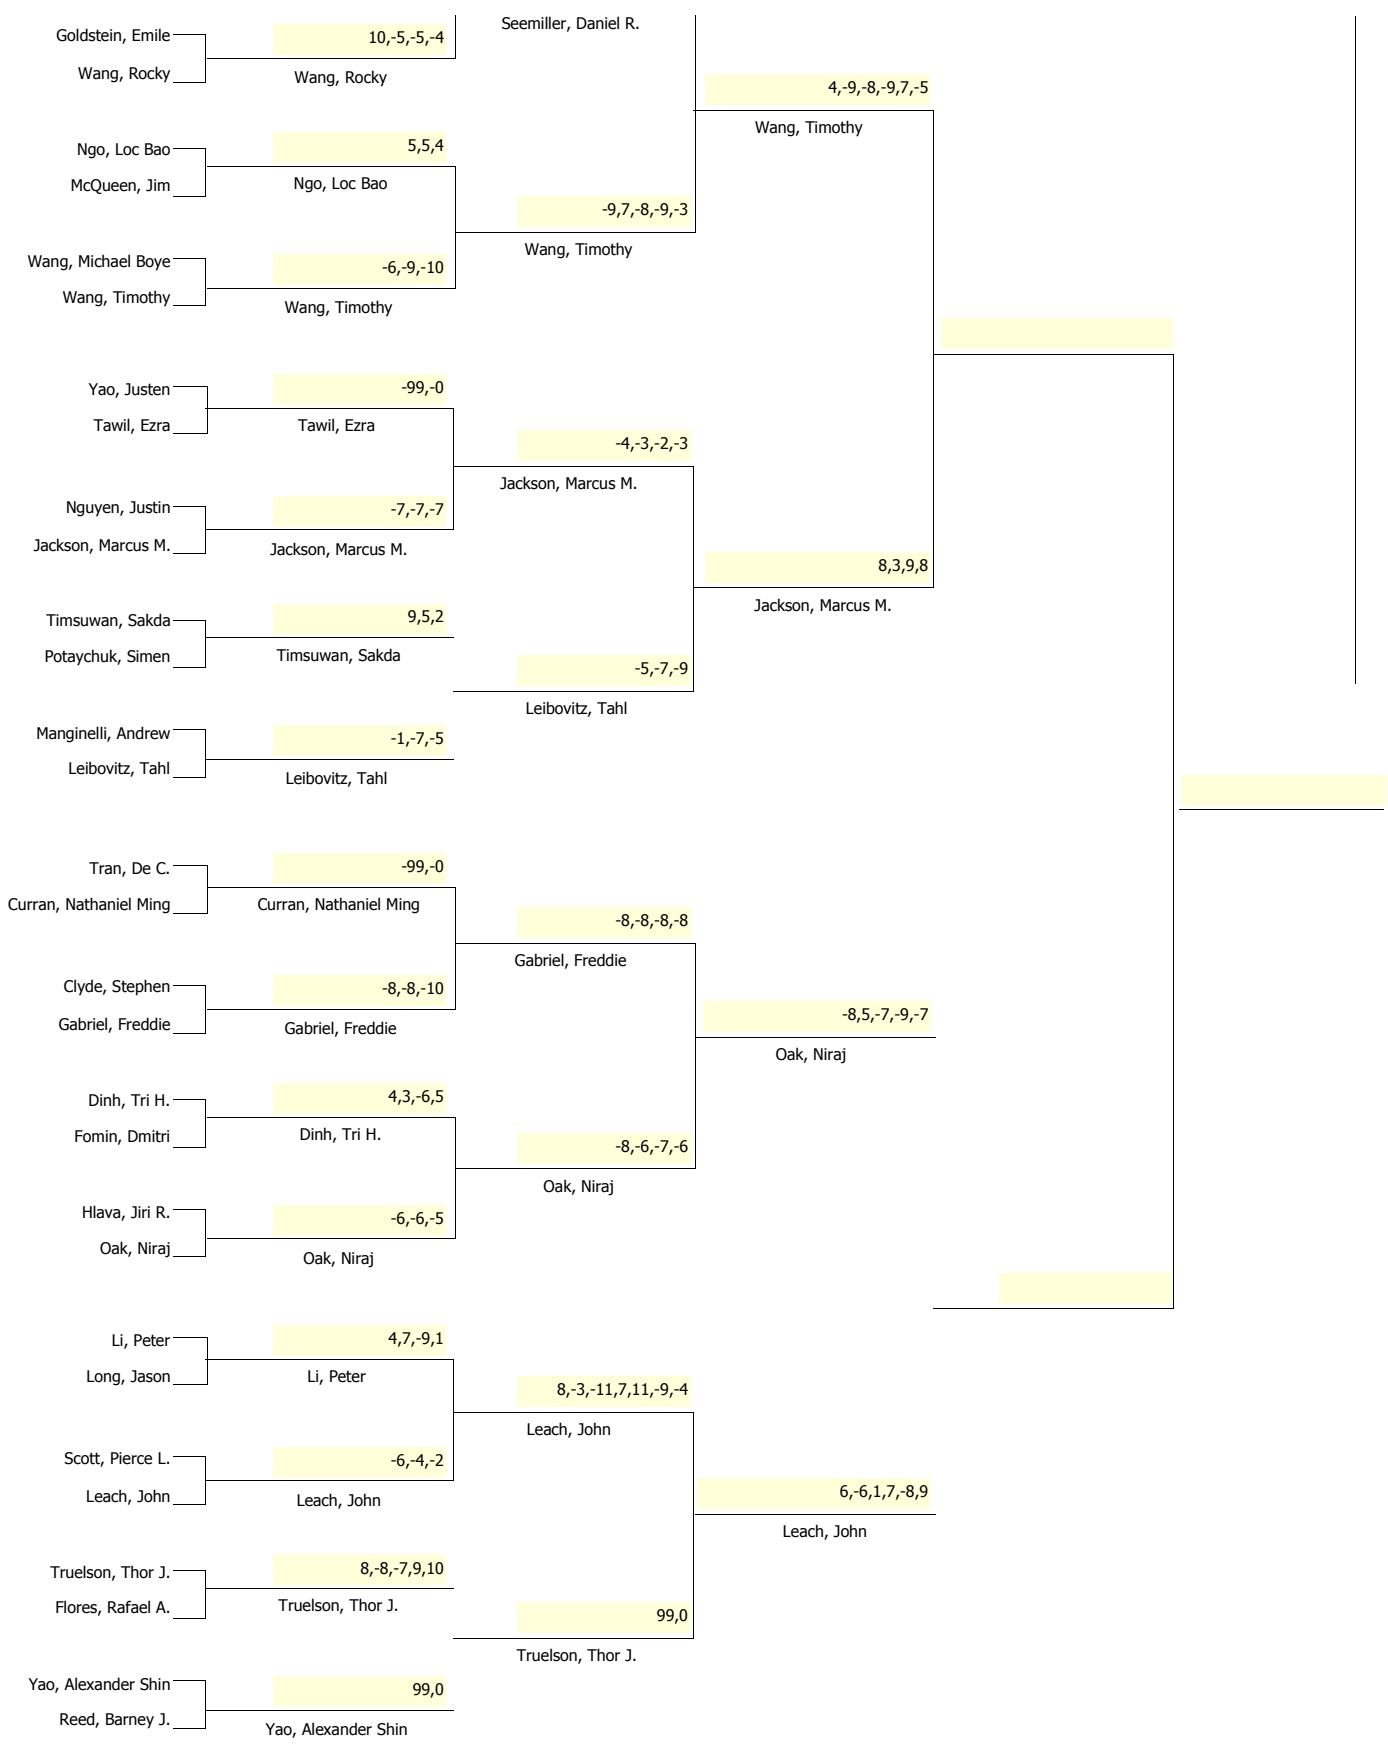 Seemiller, Daniel R.
Goldstein, Emile
10,-5,-5,-4
Wang, Rocky
Wang, Rocky
4,-9,-8,-9,7,-5
Wang, Timothy
Ngo, Loc Bao
5,5,4
McQueen, Jim
Ngo, Loc Bao
-9,7,-8,-9,-3
Wang, Timothy
Wang, Michael Boye
-6,-9,-10
Wang, Timothy
Wang, Timothy
Yao, Justen
-99,-0
Tawil, Ezra
Tawil, Ezra
-4,-3,-2,-3
Jackson, Marcus M.
Nguyen, Justin
-7,-7,-7
Jackson, Marcus M.
Jackson, Marcus M.
8,3,9,8
Jackson, Marcus M.
Timsuwan, Sakda
9,5,2
Potaychuk, Simen
Timsuwan, Sakda
-5,-7,-9
Leibovitz, Tahl
Manginelli, Andrew
-1,-7,-5
Leibovitz, Tahl
Leibovitz, Tahl
Tran, De C.
-99,-0
Curran, Nathaniel Ming
Curran, Nathaniel Ming
-8,-8,-8,-8
Gabriel, Freddie
Clyde, Stephen
-8,-8,-10
Gabriel, Freddie
Gabriel, Freddie
-8,5,-7,-9,-7
Oak, Niraj
Dinh, Tri H.
4,3,-6,5
Fomin, Dmitri
Dinh, Tri H.
-8,-6,-7,-6
Oak, Niraj
Hlava, Jiri R.
-6,-6,-5
Oak, Niraj
Oak, Niraj
Li, Peter
4,7,-9,1
Long, Jason
Li, Peter
8,-3,-11,7,11,-9,-4
Leach, John
Scott, Pierce L.
-6,-4,-2
Leach, John
Leach, John
6,-6,1,7,-8,9
Leach, John
Truelson, Thor J.
8,-8,-7,9,10
Flores, Rafael A.
Truelson, Thor J.
99,0
Truelson, Thor J.
Yao, Alexander Shin
99,0
Reed, Barney J.
Yao, Alexander Shin